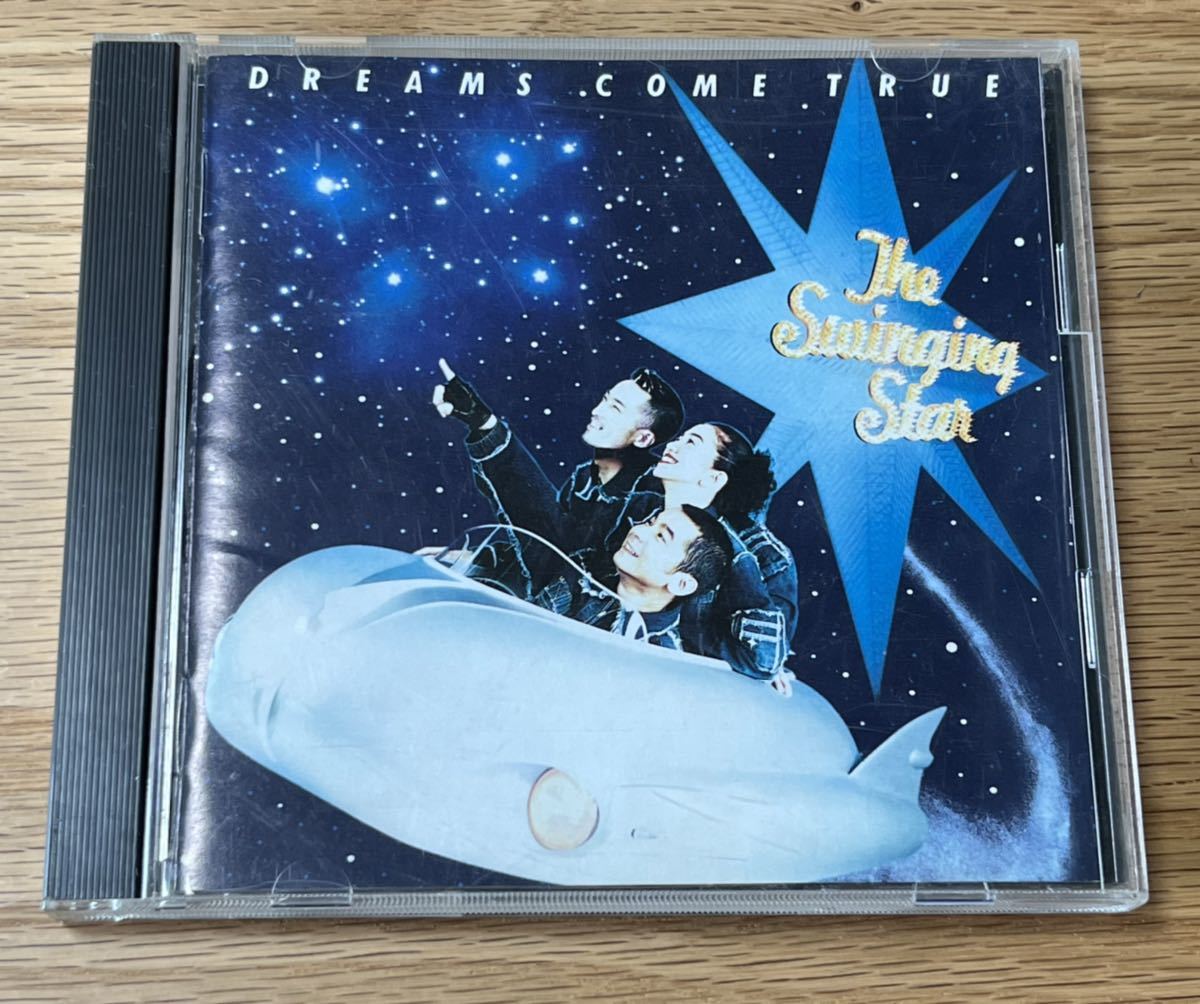 DREAMS COME TRUE
The
Swinging
Star